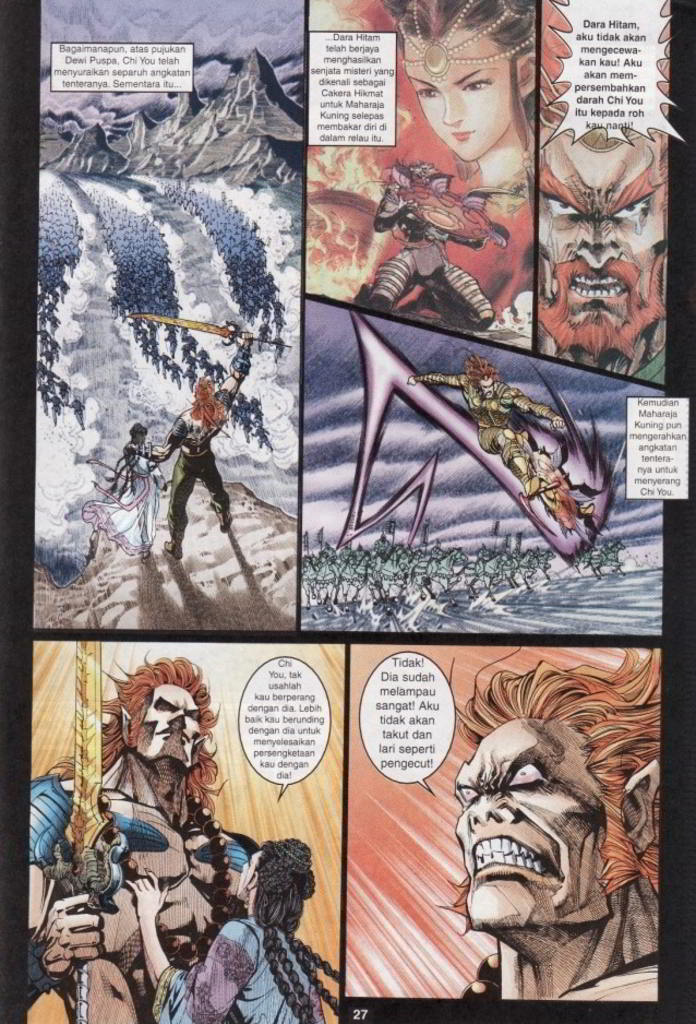 Bagaimanapun, atas pujukan
Dewi Puspa, Chi You telah
menyuraikan separuh angkatan
tenteranya. Sementara itu...
...Dara Hitam
telah berjaya
menghasilkan
senjata misteri yang
dikenali sebagai
Cakera Hikmat
untuk Maharaja
Kuning selepas
membakar diri di
dalam relau itu.
Dara Hitam,
aku tidak akan
mengecewa-
kan kau! Aku
akan mem-
persembahkan
darah Chi You
itu kepada roh
kau nanti!
Kemudian
Maharaja
Kuning pun
mengerahkan
angkatan
tentera-
nya untuk
menyerang
Chi You.
Chi
You, tak
usahlah
kau berperang
dengan dia. Lebih
baik kau berunding
dengan dia untuk
menyelesaikan
persengketaan
kau dengan
dia!
Tidak!
Dia sudah
melampau
sangat! Aku
tidak akan
takut dan
lari seperti
pengecut!
27